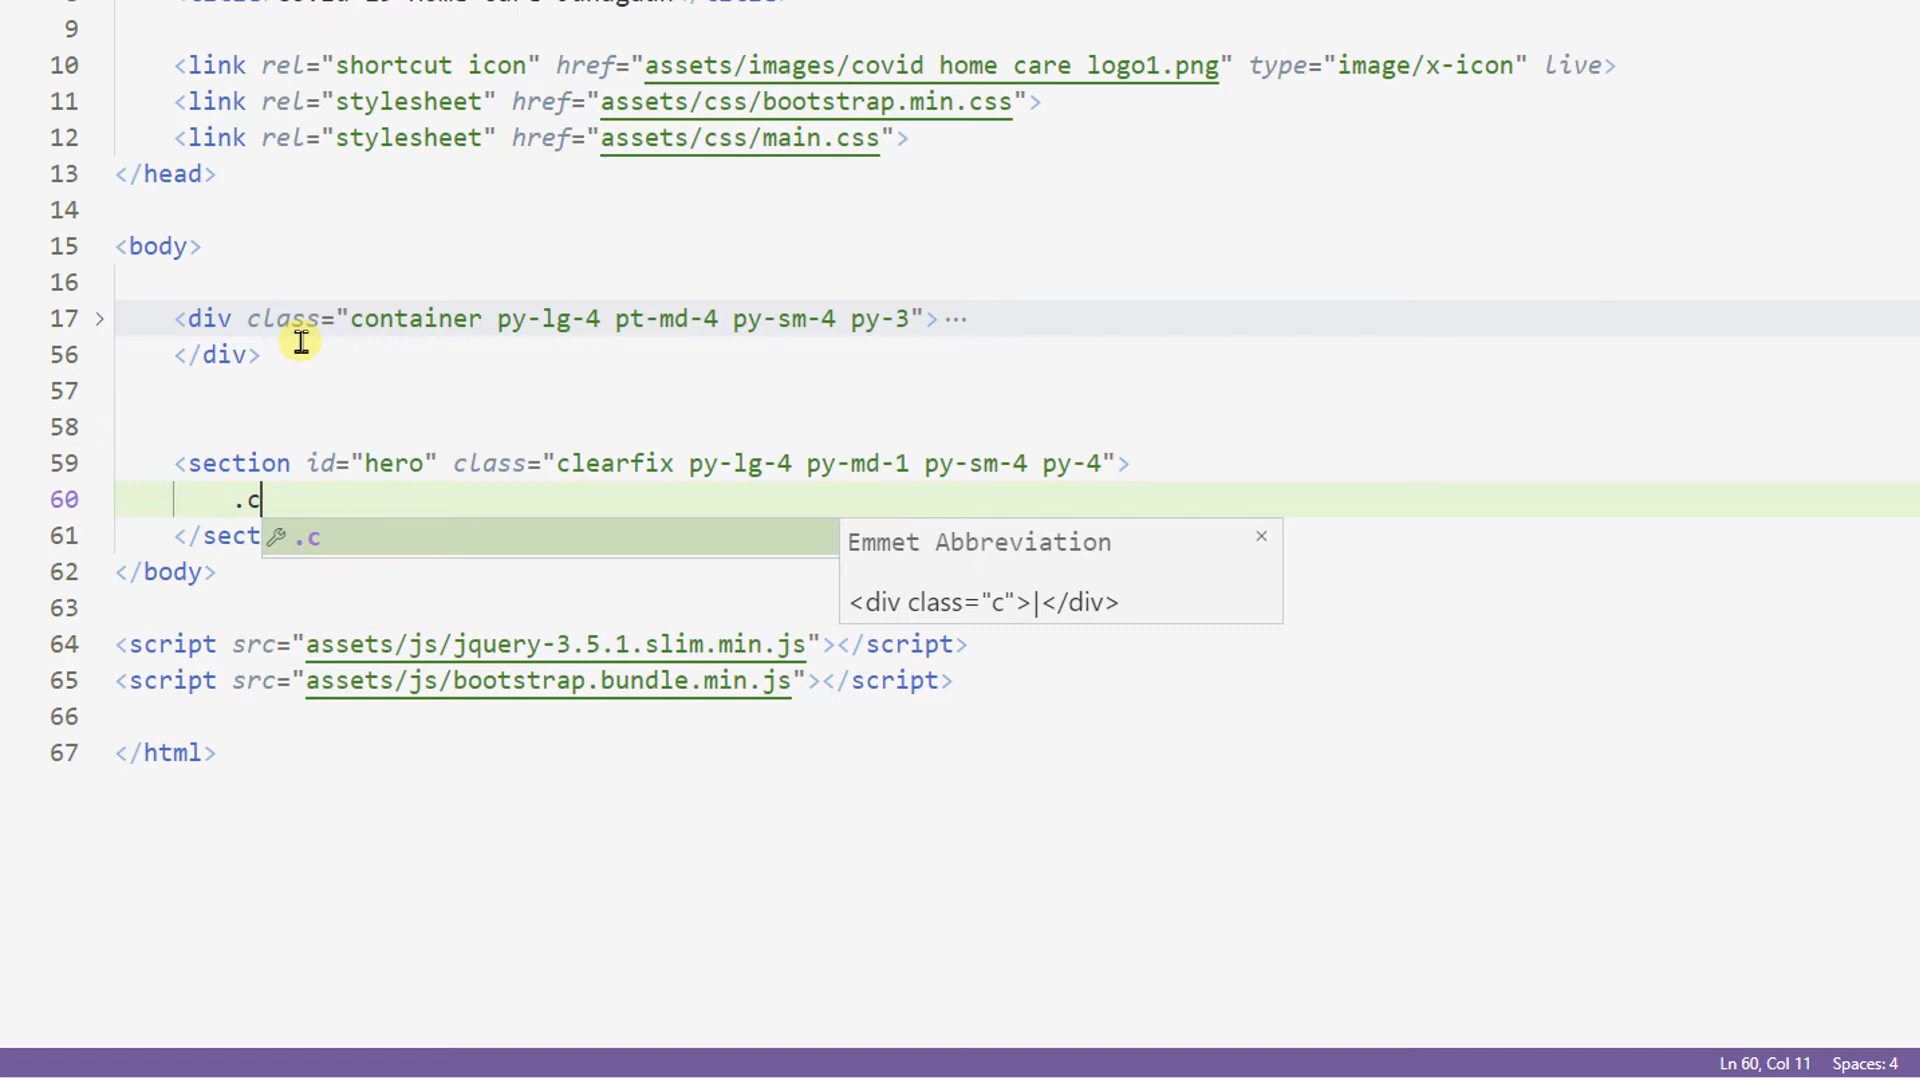 9
10 <link rel="shortcut icon" href="assets/images/covid home care logo1.png" type="image/x-icon" live>
11 <link rel="stylesheet" href="assets/css/bootstrap.min.css">
12 <link rel="stylesheet" href="assets/css/main.css">
13 </head>
14
15 <body>
16
17 <div class="container py-lg-4 pt-md-4 py-sm-4 py-3">...
56 </div>
57
58
59 <section id="hero" class="clearfix py-lg-4 py-md-1 py-sm-4 py-4">
60 .c
61 </sect
.c
Emmet Abbreviation
<div class="c">|</div>
62 </body>
63
64 <script src="assets/js/jquery-3.5.1.slim.min.js"></script>
65 <script src="assets/js/bootstrap.bundle.min.js"></script>
66
67 </html>
Ln 60, Col 11 Spaces: 4